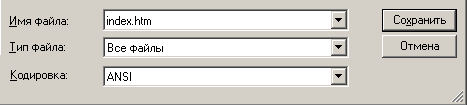 Имя файла: index.htm Сохранить
Тип файла: Все файлы Отмена
Кодировка: ANSI